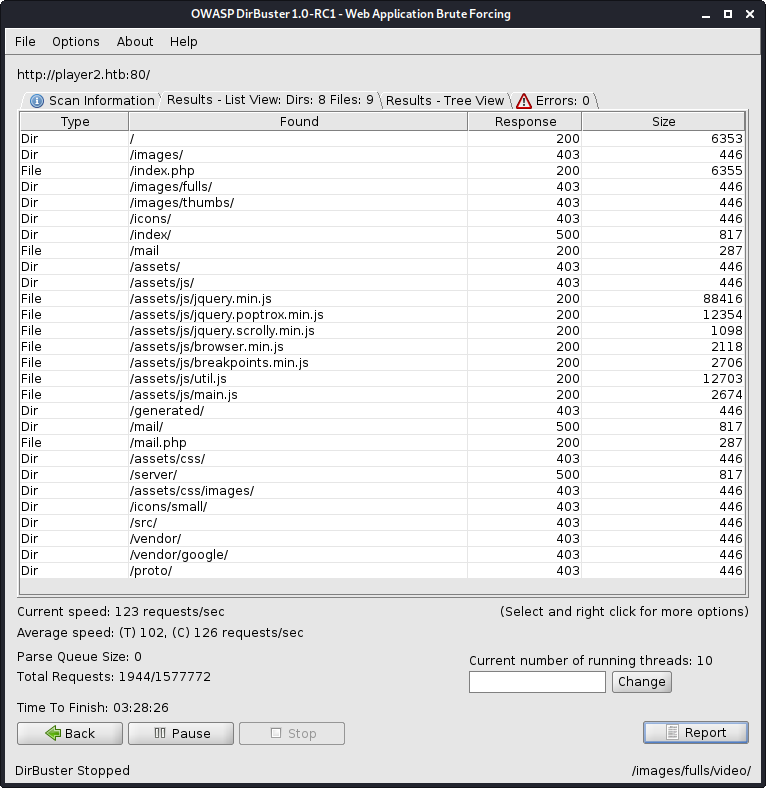 OWASP DirBuster 1.0-RC1 - Web Application Brute Forcing
File Options About Help
http://player2.htb:80/
Scan Information Results - List View: Dirs: 8 Files: 9 Results - Tree View Errors: 0
Type Found Response Size
Dir / 200 6353
Dir /images/ 403 446
File /index.php 200 6355
Dir /images/fulls/ 403 446
Dir /images/thumbs/ 403 446
Dir /icons/ 403 446
Dir /index/ 500 817
File /mail 200 287
Dir /assets/ 403 446
Dir /assets/js/ 403 446
File /assets/js/jquery.min.js 200 88416
File /assets/js/jquery.poptrox.min.js 200 12354
File /assets/js/jquery.scrolly.min.js 200 1098
File /assets/js/browser.min.js 200 2118
File /assets/js/breakpoints.min.js 200 2706
File /assets/js/util.js 200 12703
File /assets/js/main.js 200 2674
Dir /generated/ 403 446
Dir /mail/ 500 817
File /mail.php 200 287
Dir /assets/css/ 403 446
Dir /server/ 500 817
Dir /assets/css/images/ 403 446
Dir /icons/small/ 403 446
Dir /src/ 403 446
Dir /vendor/ 403 446
Dir /vendor/google/ 403 446
Dir /proto/ 403 446
Current speed: 123 requests/sec (Select and right click for more options)
Average speed: (T) 102, (C) 126 requests/sec
Parse Queue Size: 0 Current number of running threads: 10
Total Requests: 1944/1577772 Change
Time To Finish: 03:28:26
Back Pause Stop Report
DirBuster Stopped /images/fulls/video/